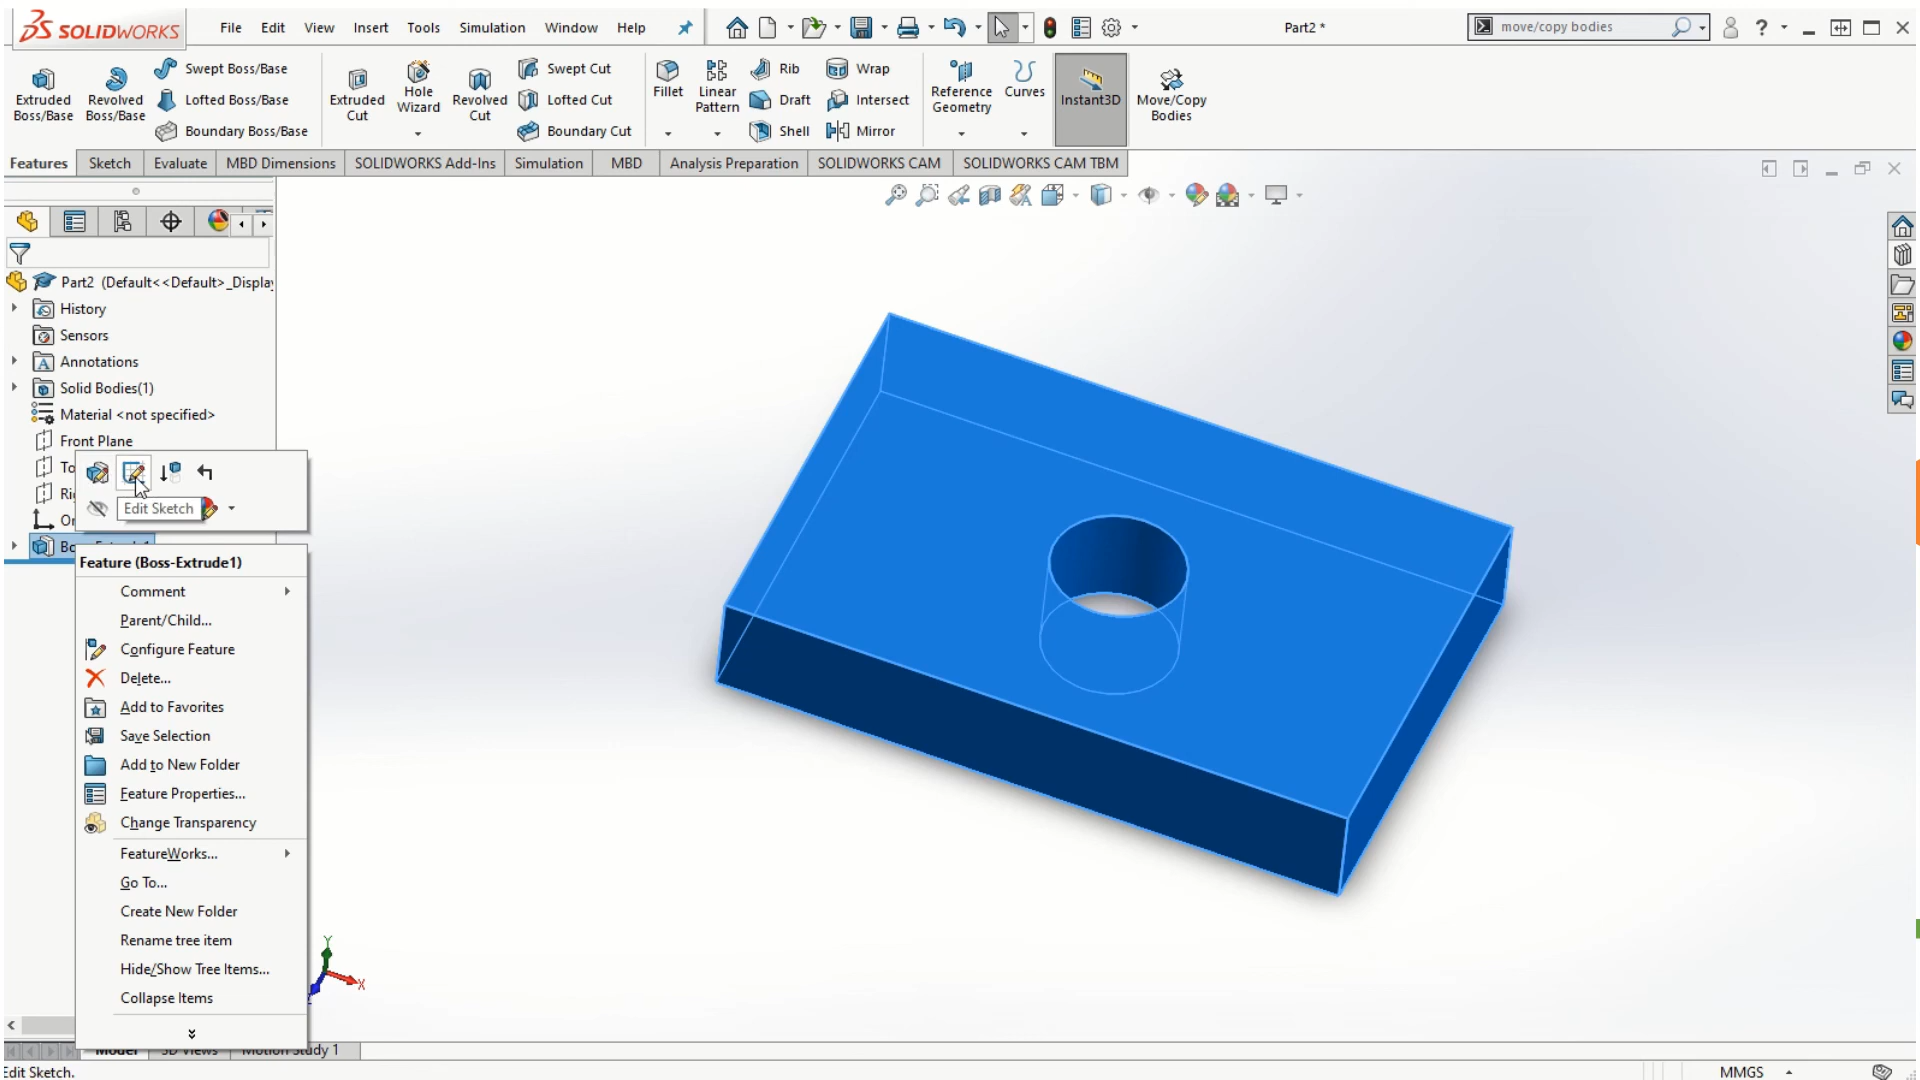 SOLIDWORKS
File Edit View Insert Tools Simulation Window Help
Part2 *
move/copy bodies
Extruded Boss/Base
Revolved Boss/Base
Swept Boss/Base
Lofted Boss/Base
Boundary Boss/Base
Extruded Cut
Hole Wizard
Revolved Cut
Swept Cut
Lofted Cut
Boundary Cut
Fillet
Linear Pattern
Rib
Draft
Shell
Wrap
Intersect
Mirror
Reference Geometry
Curves
Instant3D
Move/Copy Bodies
Features Sketch Evaluate MBD Dimensions SOLIDWORKS Add-Ins Simulation MBD Analysis Preparation SOLIDWORKS CAM SOLIDWORKS CAM TBM
Part2 (Default<<Default>_Display
History
Sensors
Annotations
Solid Bodies(1)
Material <not specified>
Front Plane
To
Ri
Or
Edit Sketch
Feature (Boss-Extrude1)
Comment
Parent/Child...
Configure Feature
Delete...
Add to Favorites
Save Selection
Add to New Folder
Feature Properties...
Change Transparency
FeatureWorks...
Go To...
Create New Folder
Rename tree item
Hide/Show Tree Items...
Collapse Items
Y
X
Model 3D Views Motion Study 1
Edit Sketch.
MMGS